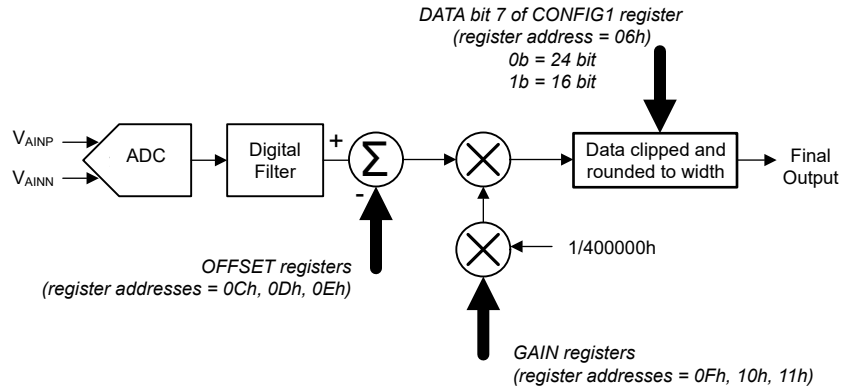 DATA bit 7 of CONFIG1 register
(register address = 06h)
0b = 24 bit
1b = 16 bit
VAINP
VAINN
ADC
Digital
Filter
+
-
Σ
Data clipped and
rounded to width
Final
Output
1/400000h
OFFSET registers
(register addresses = 0Ch, 0Dh, 0Eh)
GAIN registers
(register addresses = 0Fh, 10h, 11h)